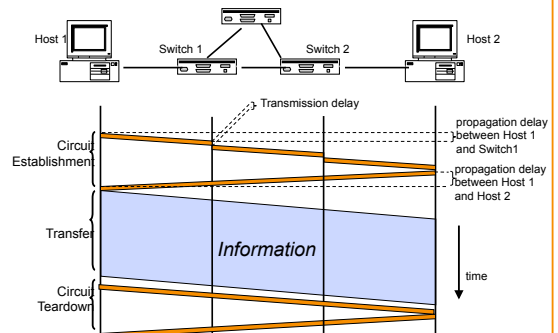 Host 1
Switch 1
Switch 2
Host 2
Transmission delay
propagation delay
between Host 1
and Switch1
Circuit
Establishment
propagation delay
between Host 1
and Host 2
Transfer
Information
time
Circuit
Teardown